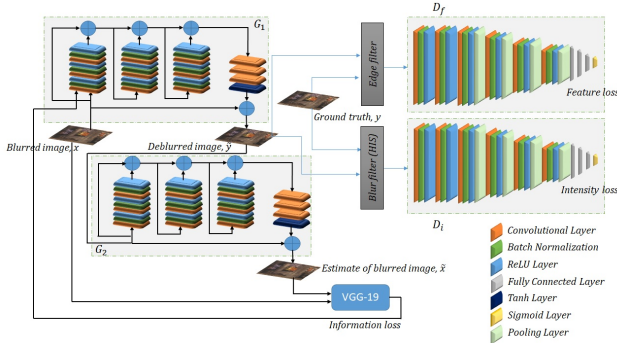 G1
Df
Edge filter
Feature loss
Ground truth, y
Blurred image, x
Deblurred image, ŷ
Blur filter (HIS)
Intensity loss
G2
Di
Estimate of blurred image, x̃
VGG-19
Information loss
Convolutional Layer
Batch Normalization
ReLU Layer
Fully Connected Layer
Tanh Layer
Sigmoid Layer
Pooling Layer